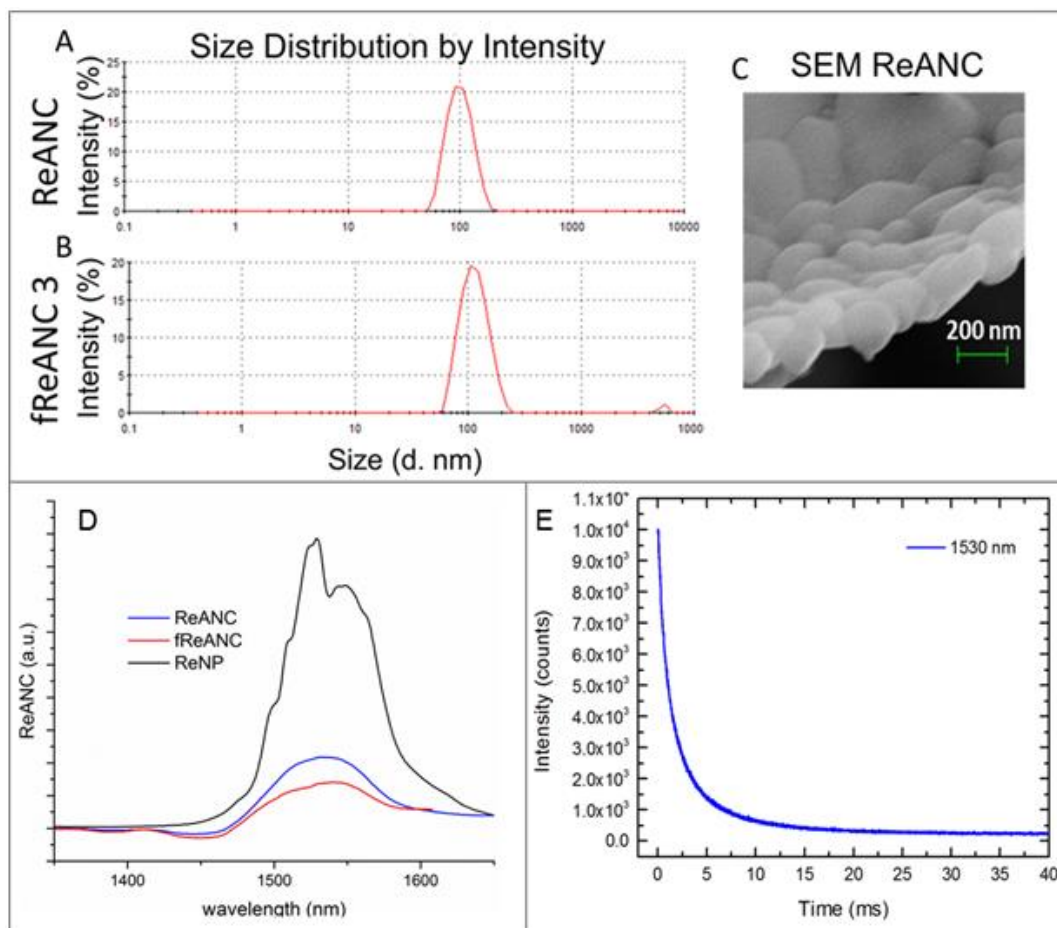 A
Size Distribution by Intensity
ReANC
Intensity (%)
25
20
15
10
5
0
0.1
1
10
100
1000
10000
B
fReANC 3
Intensity (%)
20
15
10
5
0
0.1
1
10
100
1000
1000
Size (d. nm)
C
SEM ReANC
200 nm
D
ReANC (a.u.)
ReANC
fReANC
ReNP
1400
1500
1600
wavelength (nm)
E
Intensity (counts)
1.0x10⁴
9.0x10³
8.0x10³
7.0x10³
6.0x10³
5.0x10³
4.0x10³
3.0x10³
2.0x10³
1.0x10³
0.0
1530 nm
0
5
10
15
20
25
30
35
40
Time (ms)